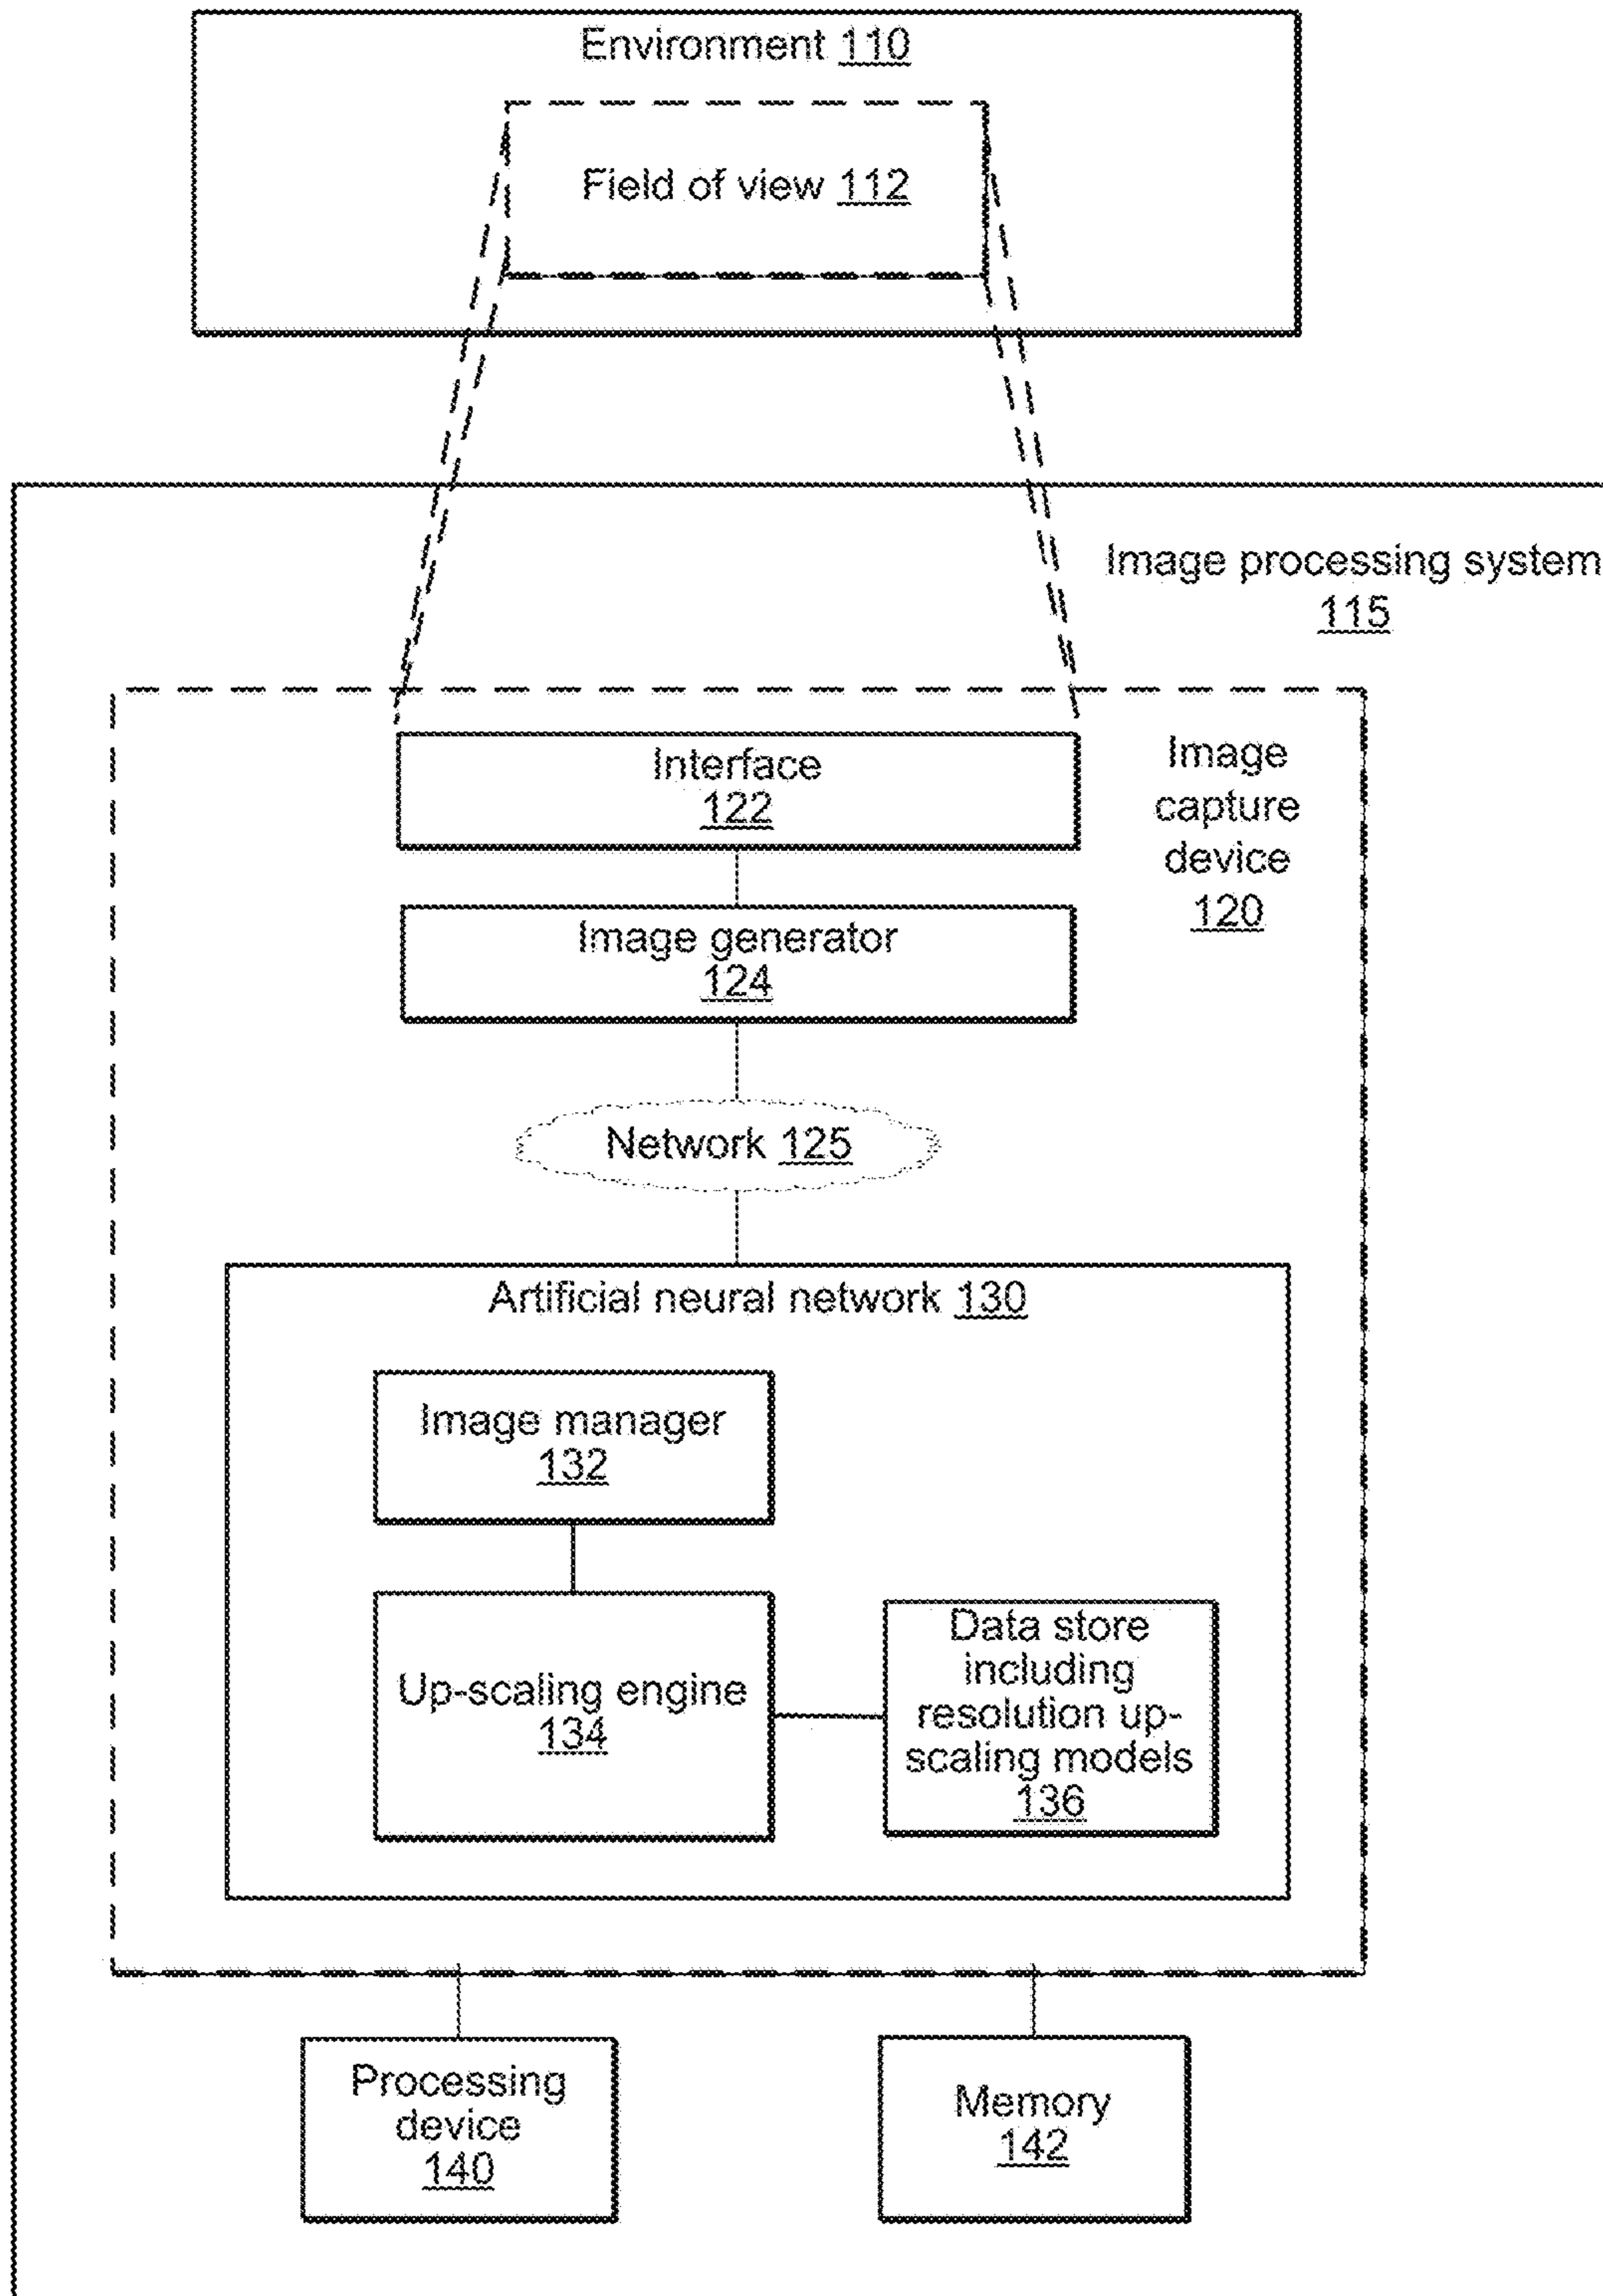 Environment 110
Field of view 112
Image processing system
115
Interface
122
Image
capture
device
120
Image generator
124
Network 125
Artificial neural network 130
Image manager
132
Up-scaling engine
134
Data store
including
resolution up-
scaling models
136
Processing
device
140
Memory
142